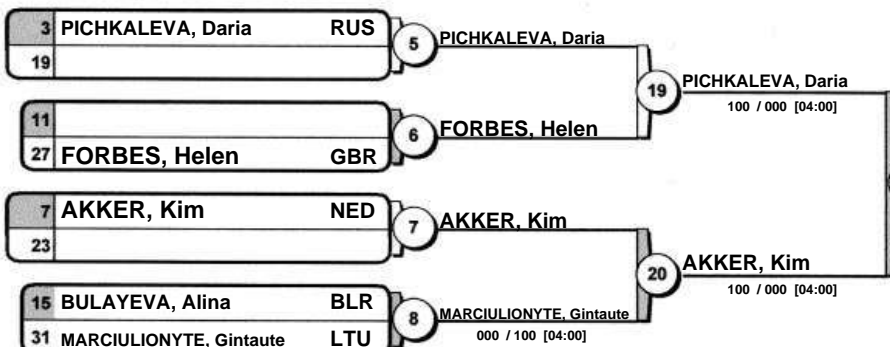 3 PICHKALEVA, Daria RUS
19
5
PICHKALEVA, Daria
11
27 FORBES, Helen GBR
6
FORBES, Helen
19
PICHKALEVA, Daria
100 / 000 [04:00]
7 AKKER, Kim NED
23
7
AKKER, Kim
15 BULAYEVA, Alina BLR
31 MARCIULIONYTE, Gintaute LTU
8
MARCIULIONYTE, Gintaute
000 / 100 [04:00]
20
AKKER, Kim
100 / 000 [04:00]